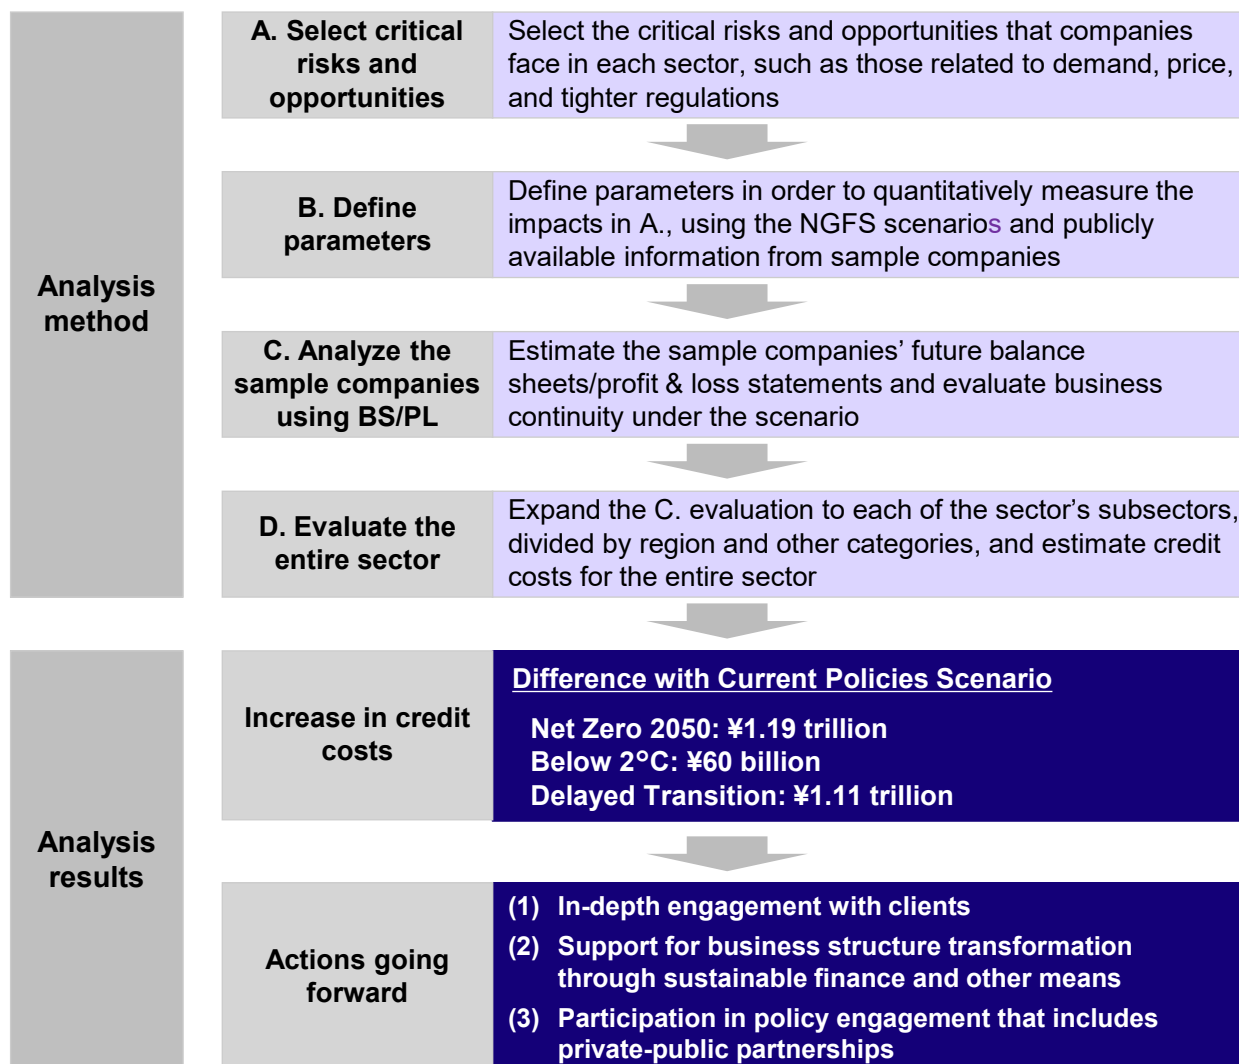 Analysis
method
A. Select critical
risks and
opportunities
Select the critical risks and opportunities that companies
face in each sector, such as those related to demand, price,
and tighter regulations
B. Define
parameters
Define parameters in order to quantitatively measure the
impacts in A., using the NGFS scenarios and publicly
available information from sample companies
C. Analyze the
sample companies
using BS/PL
Estimate the sample companies’ future balance
sheets/profit & loss statements and evaluate business
continuity under the scenario
D. Evaluate the
entire sector
Expand the C. evaluation to each of the sector’s subsectors,
divided by region and other categories, and estimate credit
costs for the entire sector
Analysis
results
Increase in credit
costs
Difference with Current Policies Scenario
Net Zero 2050: ¥1.19 trillion
Below 2°C: ¥60 billion
Delayed Transition: ¥1.11 trillion
Actions going
forward
(1) In-depth engagement with clients
(2) Support for business structure transformation
through sustainable finance and other means
(3) Participation in policy engagement that includes
private-public partnerships